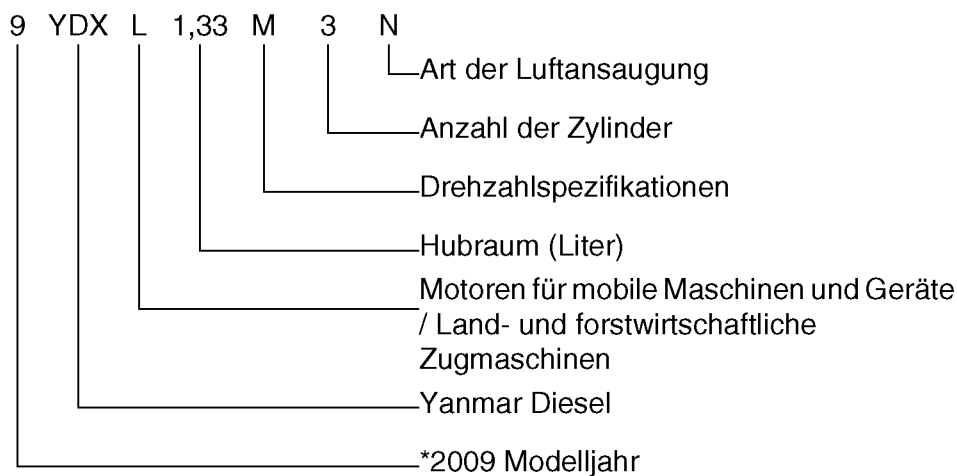 9 YDX L 1,33 M 3 N
Art der Luftansaugung
Anzahl der Zylinder
Drehzahlspezifikationen
Hubraum (Liter)
Motoren für mobile Maschinen und Geräte
/ Land- und forstwirtschaftliche
Zugmaschinen
Yanmar Diesel
*2009 Modelljahr